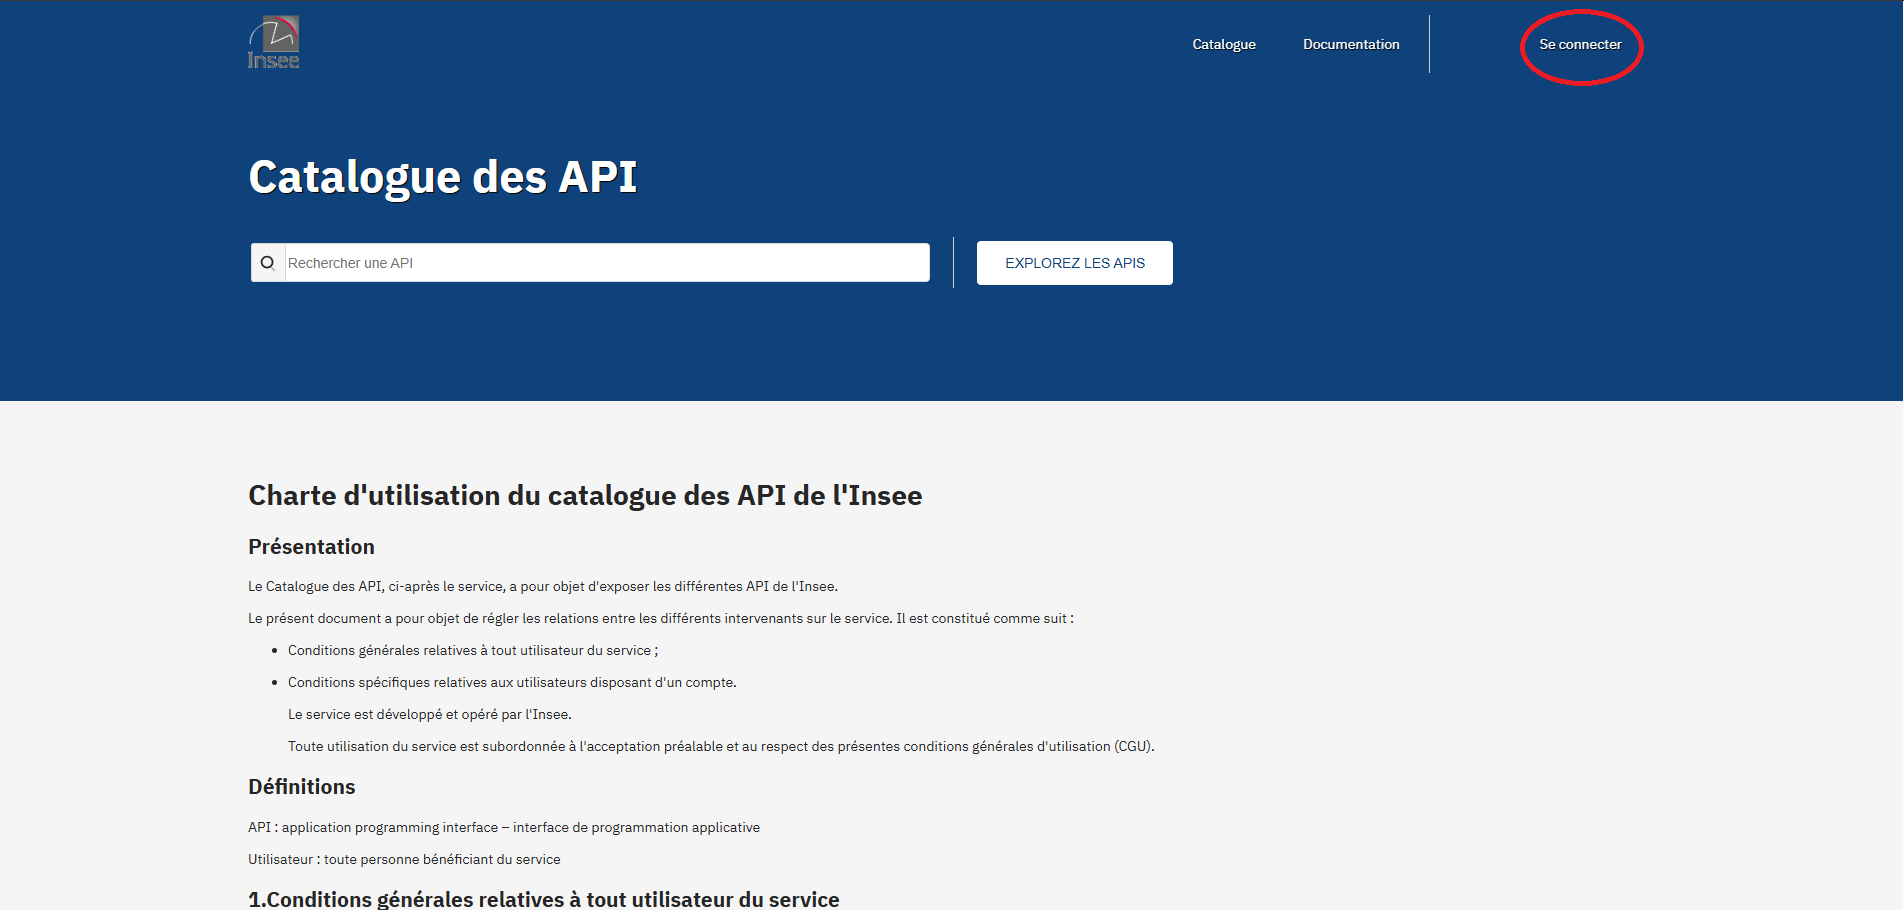 Insee
Catalogue
Documentation
Se connecter
Catalogue des API
Rechercher une API
EXPLOREZ LES APIS
Charte d'utilisation du catalogue des API de l'Insee
Présentation
Le Catalogue des API, ci-après le service, a pour objet d'exposer les différentes API de l'Insee.
Le présent document a pour objet de régler les relations entre les différents intervenants sur le service. Il est constitué comme suit :
• Conditions générales relatives à tout utilisateur du service ;
• Conditions spécifiques relatives aux utilisateurs disposant d'un compte.
Le service est développé et opéré par l'Insee.
Toute utilisation du service est subordonnée à l'acceptation préalable et au respect des présentes conditions générales d'utilisation (CGU).
Définitions
API : application programming interface – interface de programmation applicative
Utilisateur : toute personne bénéficiant du service
1.Conditions générales relatives à tout utilisateur du service